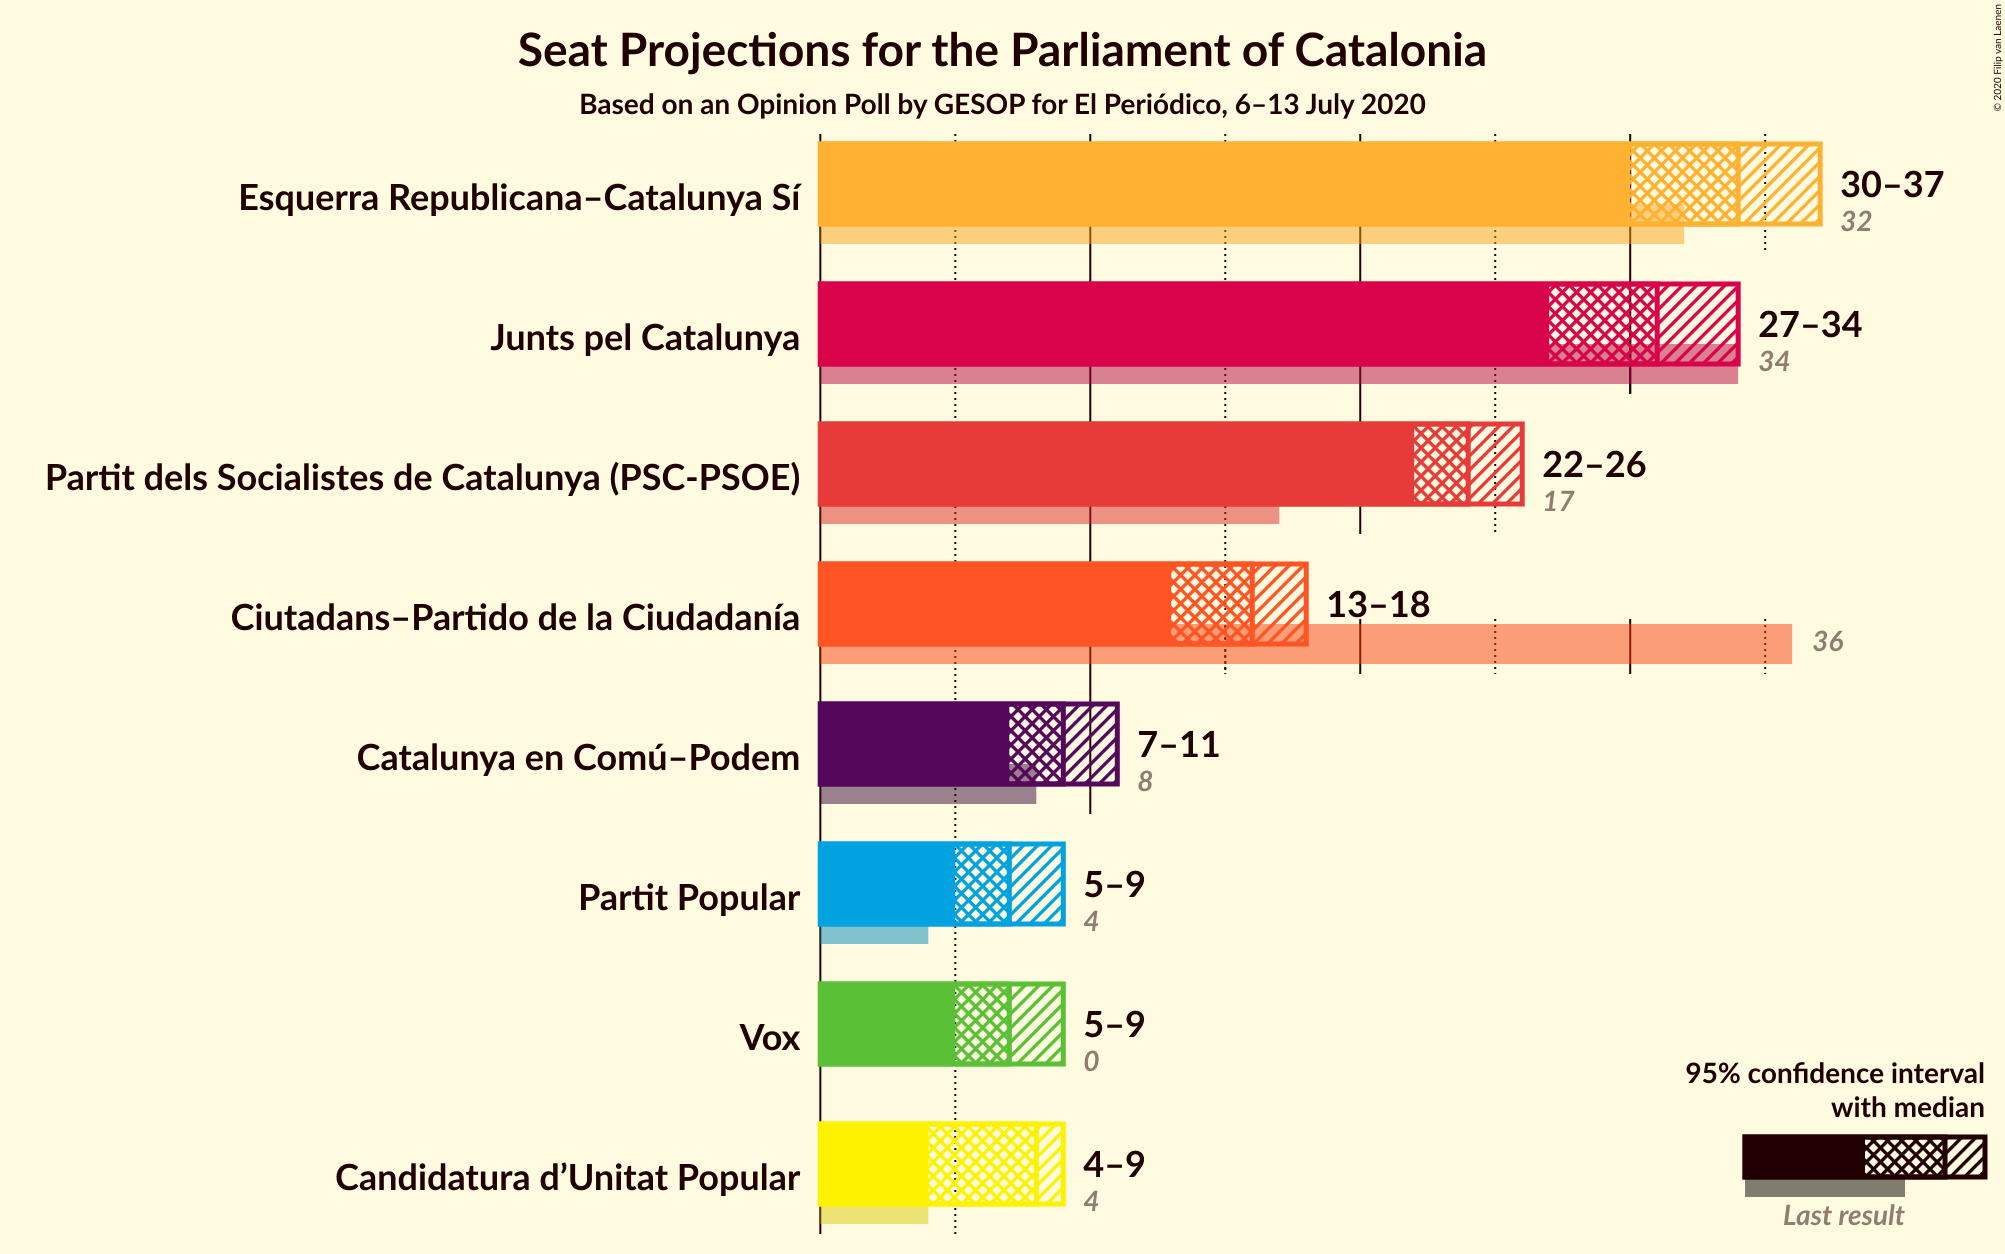 Seat Projections for the Parliament of Catalonia
Based on an Opinion Poll by GESOP for El Periódico, 6–13 July 2020
© 2020 Filip van Laenen
Esquerra Republicana–Catalunya Sí
30–37
32
Junts pel Catalunya
27–34
34
Partit dels Socialistes de Catalunya (PSC-PSOE)
22–26
17
Ciutadans–Partido de la Ciudadanía
13–18
36
Catalunya en Comú–Podem
7–11
8
Partit Popular
5–9
4
Vox
5–9
0
Candidatura d’Unitat Popular
4–9
4
95% confidence interval
with median
Last result